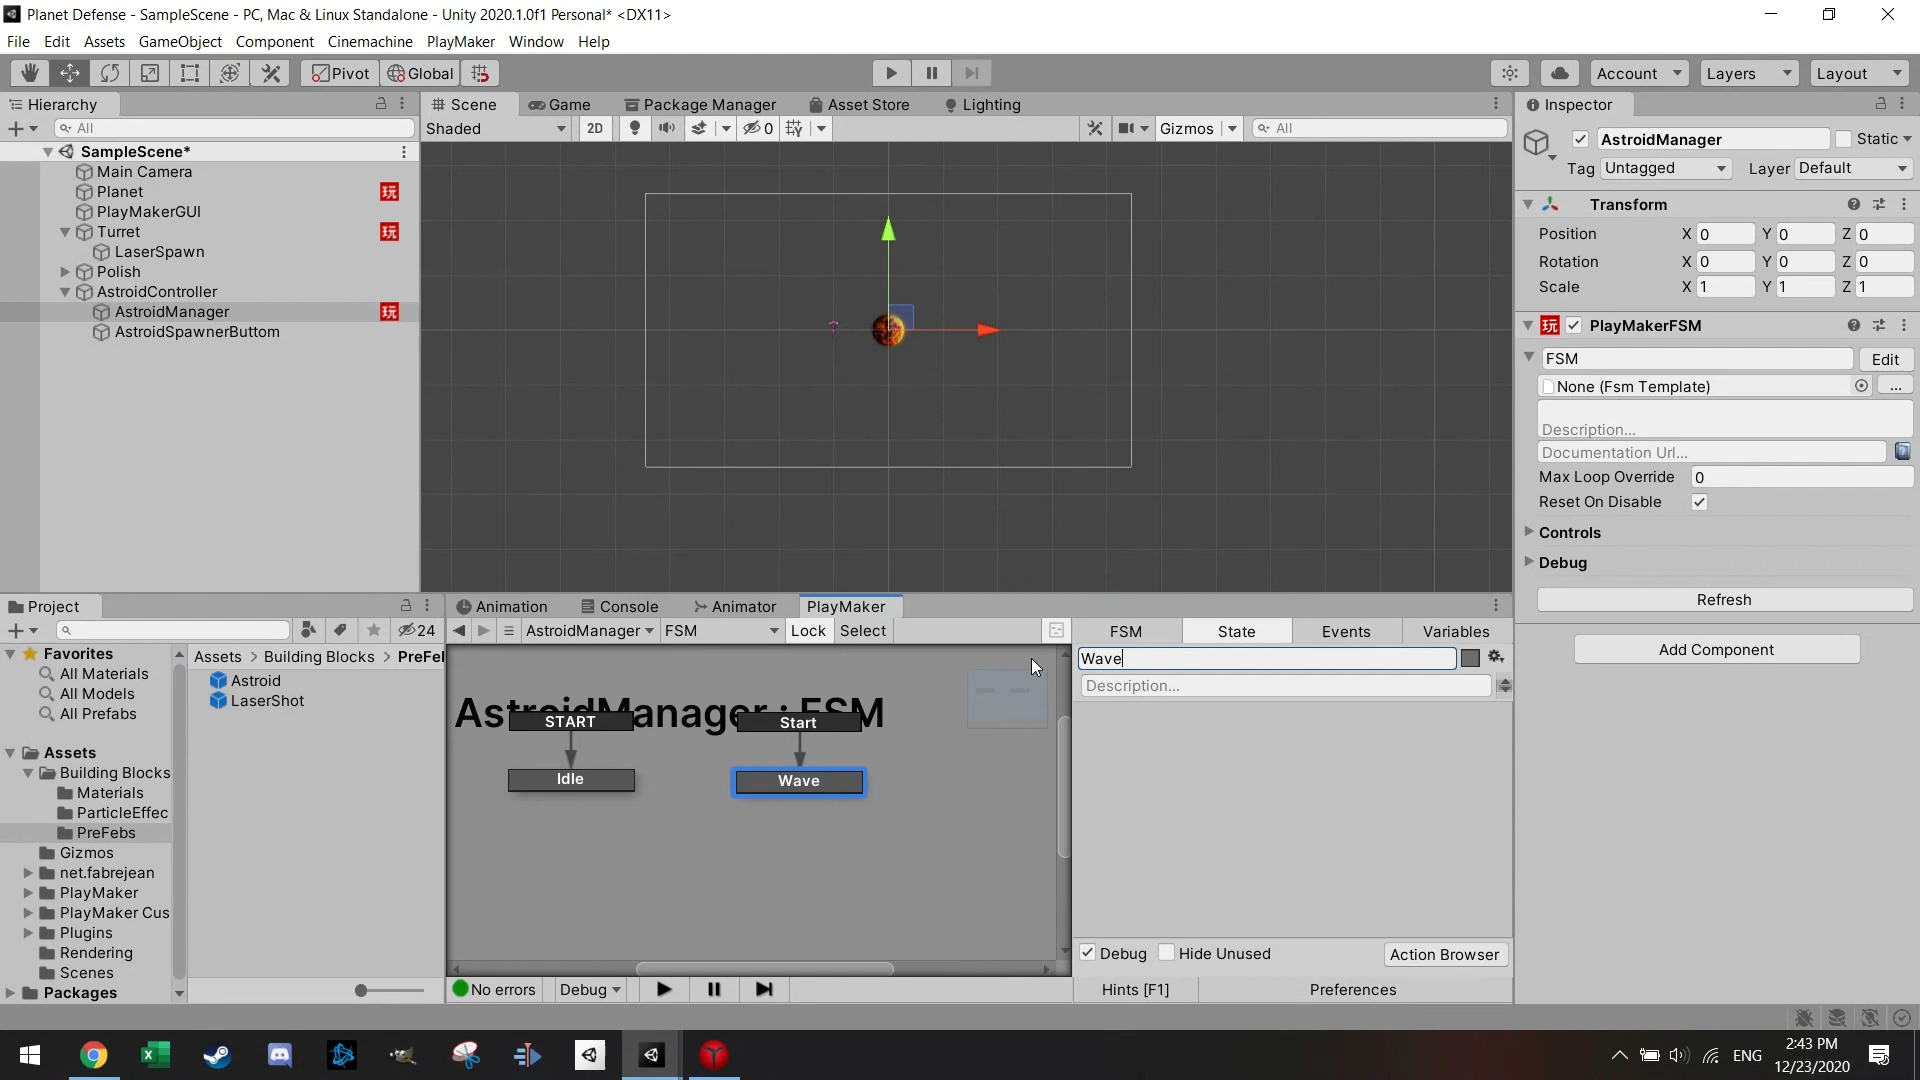 Planet Defense - SampleScene - PC, Mac & Linux Standalone - Unity 2020.1.0f1 Personal* <DX11>
File Edit Assets GameObject Component Cinemachine PlayMaker Window Help
Pivot Global Account Layers Layout
Hierarchy
All
SampleScene*
Main Camera
Planet 玩
PlayMakerGUI
Turret 玩
LaserSpawn
Polish
AstroidController
AstroidManager 玩
AstroidSpawnerButtom
Scene Game Package Manager Asset Store Lighting
Shaded 2D 0 Gizmos All
Inspector
AstroidManager Static
Tag Untagged Layer Default
Transform
Position X 0 Y 0 Z 0
Rotation X 0 Y 0 Z 0
Scale X 1 Y 1 Z 1
玩 PlayMakerFSM
FSM Edit
None (Fsm Template) ...
Description...
Documentation Url...
Max Loop Override 0
Reset On Disable
Controls
Debug
Refresh
Add Component
Project
24
Favorites
All Materials
All Models
All Prefabs
Assets
Building Blocks
Materials
ParticleEffec
PreFebs
Gizmos
net.fabrejean
PlayMaker
PlayMaker Cus
Plugins
Rendering
Scenes
Packages
Assets > Building Blocks > PreFel
Astroid
LaserShot
Animation Console Animator PlayMaker
AstroidManager FSM Lock Select
AstroidManager : FSM
START Start
Idle Wave
No errors Debug
FSM State Events Variables
Wave
Description...
Debug Hide Unused Action Browser
Hints [F1] Preferences
ENG
2:43 PM
12/23/2020